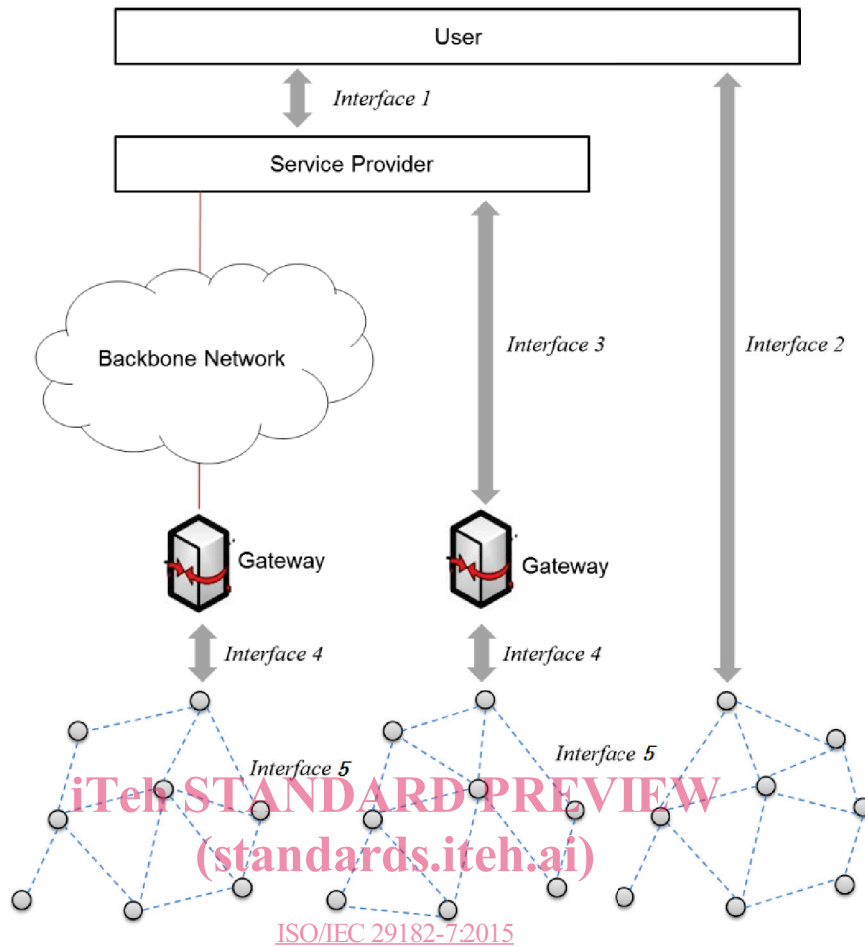 User
Interface 1
Service Provider
Backbone Network
Interface 3
Interface 2
Gateway
Gateway
Interface 4
Interface 4
Interface 5
Interface 5
iTeh STANDARD PREVIEW
(standards.iteh.ai)
ISO/IEC 29182-7:2015